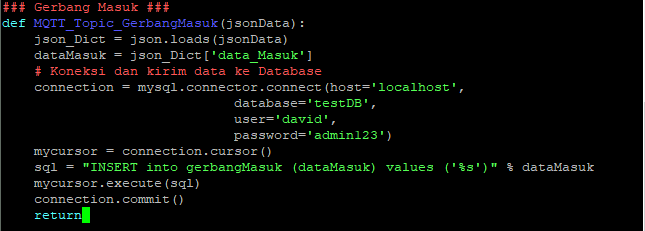 ### Gerbang Masuk ###
def MQTT_Topic_GerbangMasuk(jsonData):
    json_Dict = json.loads(jsonData)
    dataMasuk = json_Dict['data_Masuk']
    # Koneksi dan kirim data ke Database
    connection = mysql.connector.connect(host='localhost',
                             database='testDB',
                             user='david',
                             password='admin123')
    mycursor = connection.cursor()
    sql = "INSERT into gerbangMasuk (dataMasuk) values ('%s')" % dataMasuk
    mycursor.execute(sql)
    connection.commit()
    return